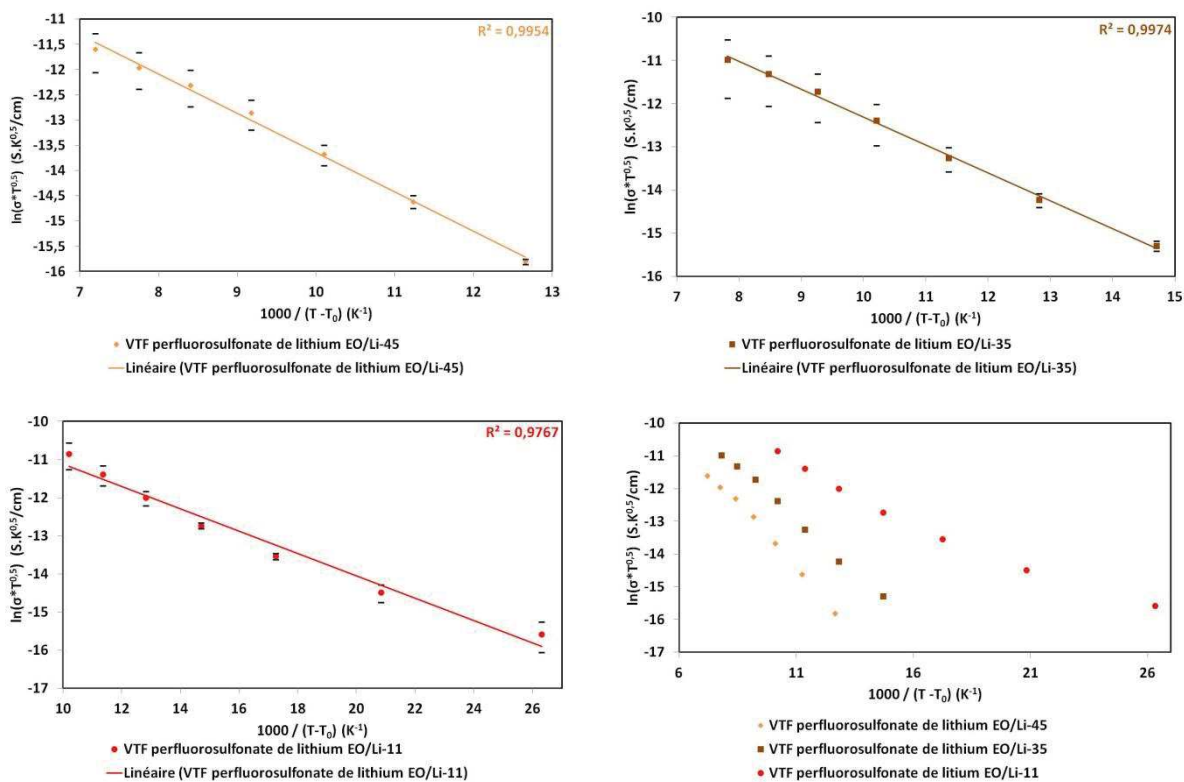 R² = 0,9954
-11
-11,5
-12
-12,5
-13
-13,5
-14
-14,5
-15
-15,5
-16
ln(σ*T^0,5) (S.K^0,5/cm)
7 8 9 10 11 12 13
1000 / (T -T₀) (K⁻¹)
VTF perfluorosulfonate de lithium EO/Li-45
Linéaire (VTF perfluorosulfonate de lithium EO/Li-45)
R² = 0,9974
-10
-11
-12
-13
-14
-15
-16
ln(σ*T^0,5) (S.K^0,5/cm)
7 8 9 10 11 12 13 14 15
1000 / (T-T₀) (K⁻¹)
VTF perfluorosulfonate de litium EO/Li-35
Linéaire (VTF perfluorosulfonate de litium EO/Li-35)
R² = 0,9767
-10
-11
-12
-13
-14
-15
-16
-17
ln(σ*T^0,5) (S.K^0,5/cm)
10 12 14 16 18 20 22 24 26
1000 / (T-T₀) (K⁻¹)
VTF perfluorosulfonate de lithium EO/Li-11
Linéaire (VTF perfluorosulfonate de lithium EO/Li-11)
-10
-11
-12
-13
-14
-15
-16
-17
ln(σ*T^0,5) (S.K^0,5/cm)
6 11 16 21 26
1000 / (T -T₀) (K⁻¹)
VTF perfluorosulfonate de lithium EO/Li-45
VTF perfluorosulfonate de lithium EO/Li-35
VTF perfluorosulfonate de litium EO/Li-11